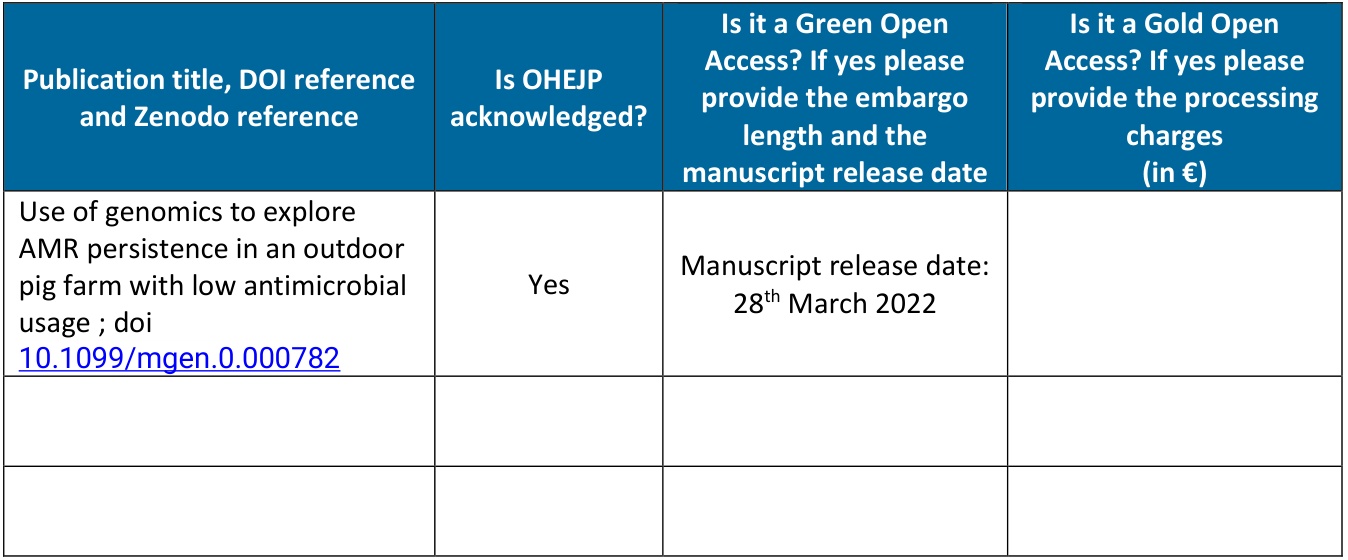 Publication title, DOI reference
and Zenodo reference
Is OHEJP
acknowledged?
Is it a Green Open
Access? If yes please
provide the embargo
length and the
manuscript release date
Is it a Gold Open
Access? If yes please
provide the processing
charges
(in €)
Use of genomics to explore
AMR persistence in an outdoor
pig farm with low antimicrobial
usage ; doi
10.1099/mgen.0.000782
Yes
Manuscript release date:
28th March 2022